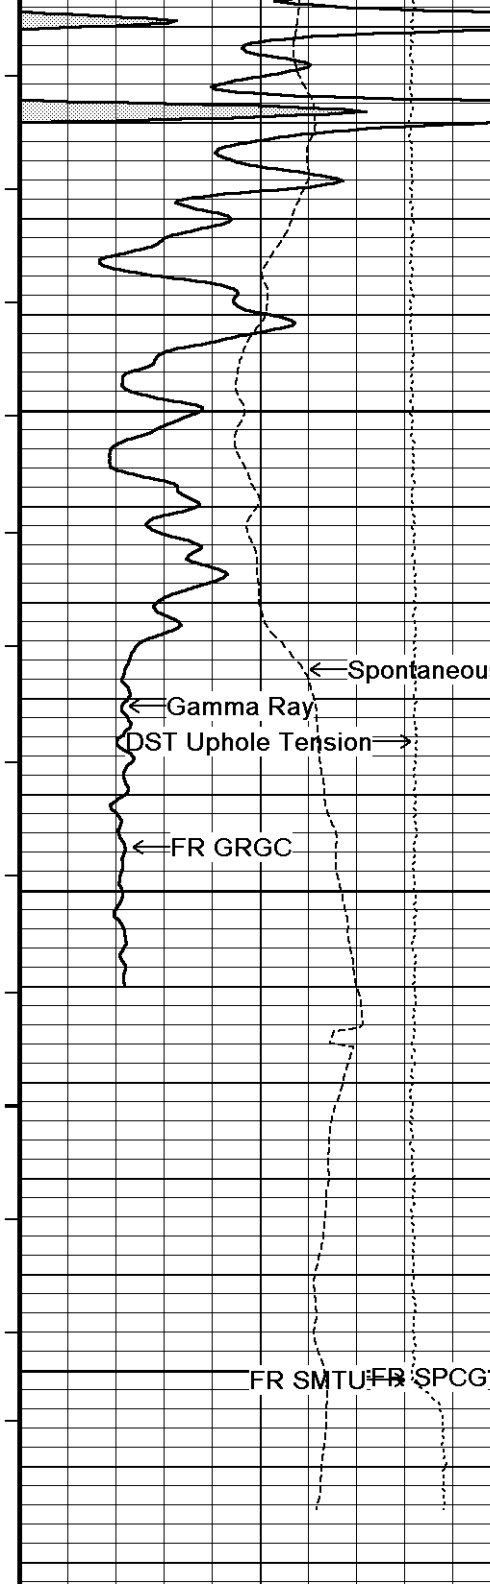 Spontaneou
Gamma Ray
DST Uphole Tension
FR GRGC
FR SMTU FR SPCG